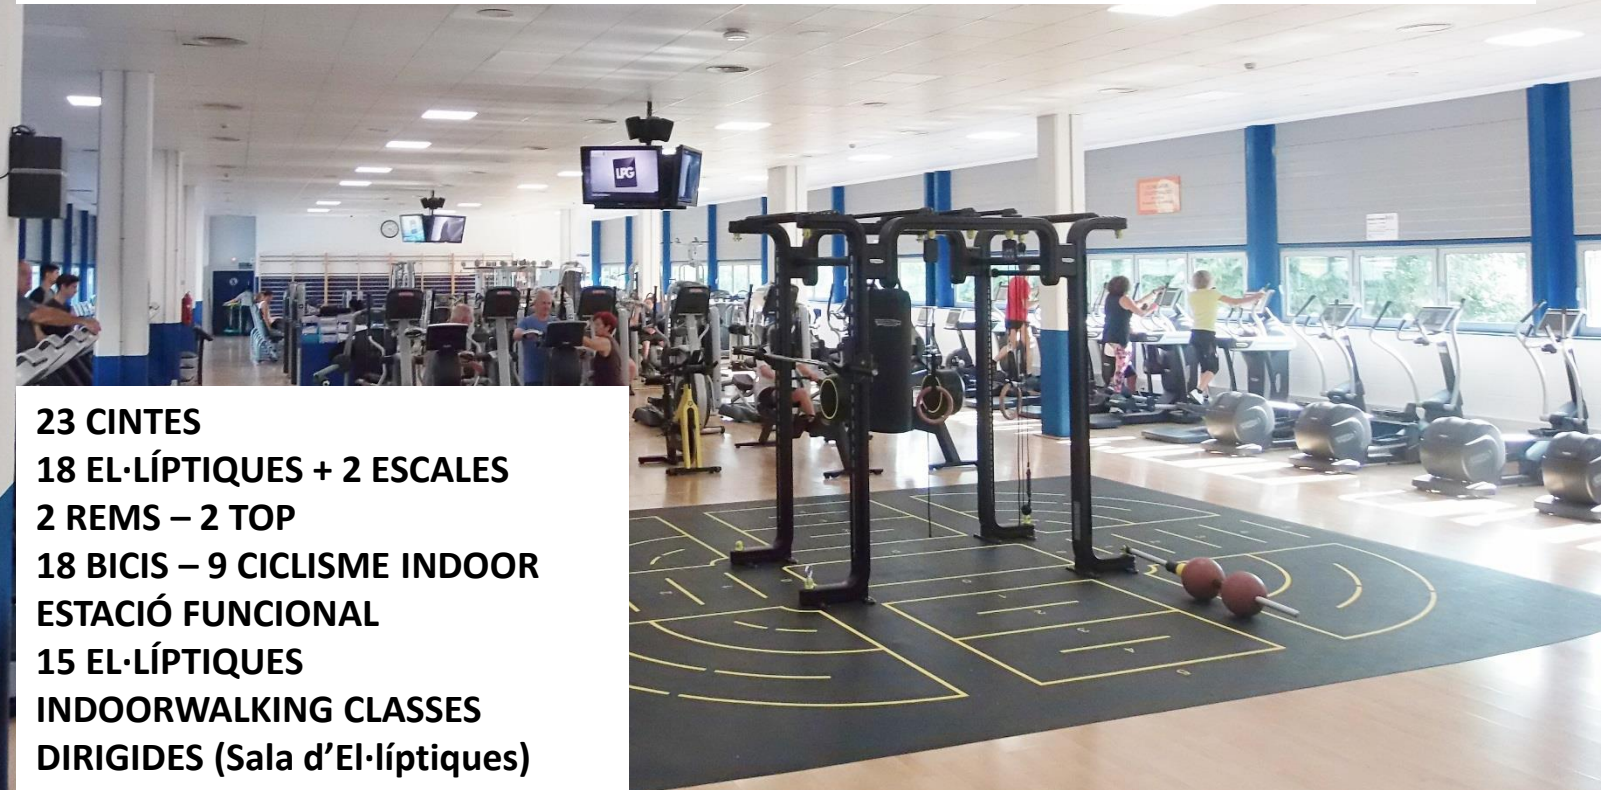 LPG
23 CINTES
18 EL·LÍPTIQUES + 2 ESCALES
2 REMS – 2 TOP
18 BICIS – 9 CICLISME INDOOR
ESTACIÓ FUNCIONAL
15 EL·LÍPTIQUES
INDOORWALKING CLASSES
DIRIGIDES (Sala d’El·líptiques)